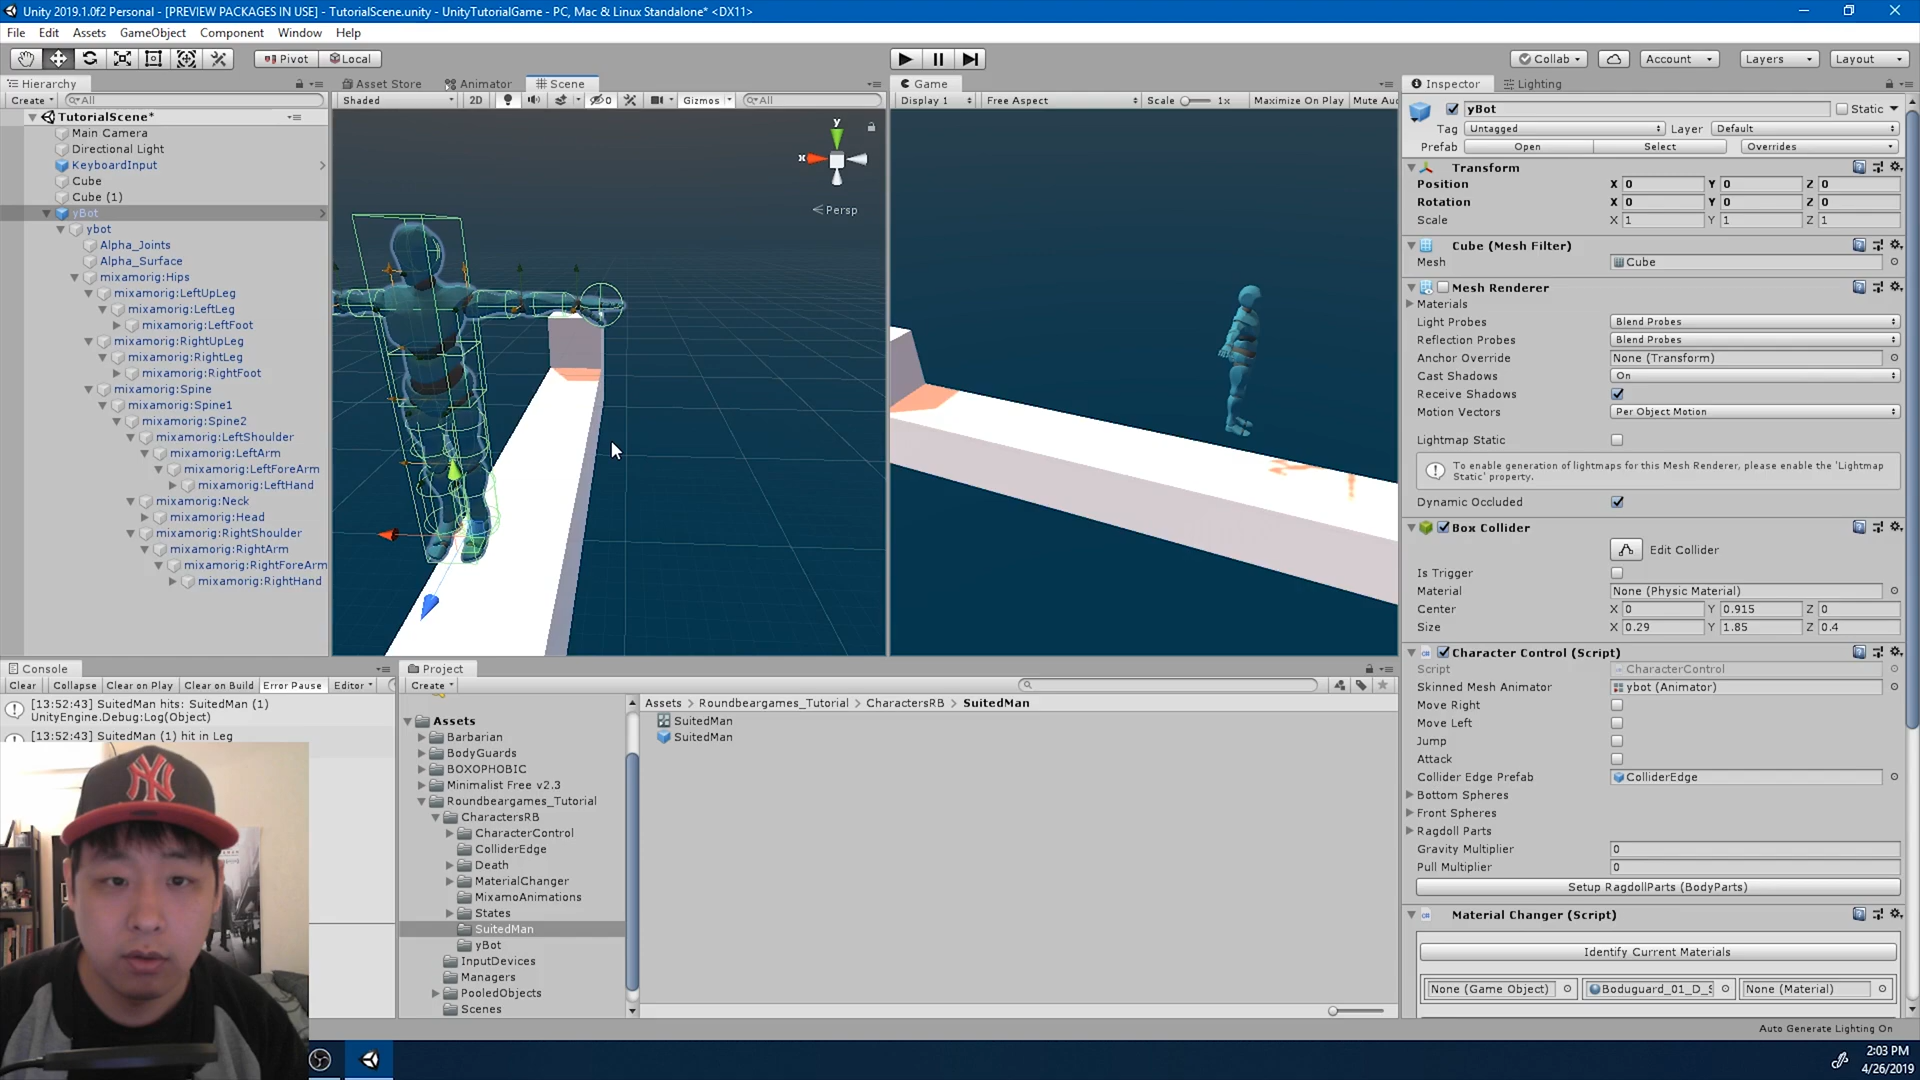 Unity 2019.1.0f2 Personal - [PREVIEW PACKAGES IN USE] - TutorialScene.unity - UnityTutorialGame - PC, Mac & Linux Standalone* <DX11>
File Edit Assets GameObject Component Window Help
Pivot Local Collab Account Layers Layout
Hierarchy Asset Store Animator Scene Game Inspector Lighting
Create All Shaded 2D 0 Gizmos All Display 1 Free Aspect Scale 1x Maximize On Play Mute Au
TutorialScene*
Main Camera
Directional Light
KeyboardInput
Cube
Cube (1)
yBot
ybot
Alpha_Joints
Alpha_Surface
mixamorig:Hips
mixamorig:LeftUpLeg
mixamorig:LeftLeg
mixamorig:LeftFoot
mixamorig:RightUpLeg
mixamorig:RightLeg
mixamorig:RightFoot
mixamorig:Spine
mixamorig:Spine1
mixamorig:Spine2
mixamorig:LeftShoulder
mixamorig:LeftArm
mixamorig:LeftForeArm
mixamorig:LeftHand
mixamorig:Neck
mixamorig:Head
mixamorig:RightShoulder
mixamorig:RightArm
mixamorig:RightForeArm
mixamorig:RightHand
y
x
Persp
yBot Static
Tag Untagged Layer Default
Prefab Open Select Overrides
Transform
Position X 0 Y 0 Z 0
Rotation X 0 Y 0 Z 0
Scale X 1 Y 1 Z 1
Cube (Mesh Filter)
Mesh Cube
Mesh Renderer
Materials
Light Probes Blend Probes
Reflection Probes Blend Probes
Anchor Override None (Transform)
Cast Shadows On
Receive Shadows
Motion Vectors Per Object Motion
Lightmap Static
To enable generation of lightmaps for this Mesh Renderer, please enable the 'Lightmap
Static' property.
Dynamic Occluded
Box Collider
Edit Collider
Is Trigger
Material None (Physic Material)
Center X 0 Y 0.915 Z 0
Size X 0.29 Y 1.85 Z 0.4
Character Control (Script)
Script CharacterControl
Skinned Mesh Animator ybot (Animator)
Move Right
Move Left
Jump
Attack
Collider Edge Prefab ColliderEdge
Bottom Spheres
Front Spheres
Ragdoll Parts
Gravity Multiplier 0
Pull Multiplier 0
Setup RagdollParts (BodyParts)
Material Changer (Script)
Identify Current Materials
None (Game Object) Boduguard_01_D_S None (Material)
Auto Generate Lighting On
Console
Clear Collapse Clear on Play Clear on Build Error Pause Editor
[13:52:43] SuitedMan hits: SuitedMan (1)
UnityEngine.Debug:Log(Object)
[13:52:43] SuitedMan (1) hit in Leg
Project
Create
Assets
Barbarian
BodyGuards
BOXOPHOBIC
Minimalist Free v2.3
Roundbeargames_Tutorial
CharactersRB
CharacterControl
ColliderEdge
Death
MaterialChanger
MixamoAnimations
States
SuitedMan
yBot
InputDevices
Managers
PooledObjects
Scenes
Assets > Roundbeargames_Tutorial > CharactersRB > SuitedMan
SuitedMan
SuitedMan
NY
2:03 PM
4/26/2019